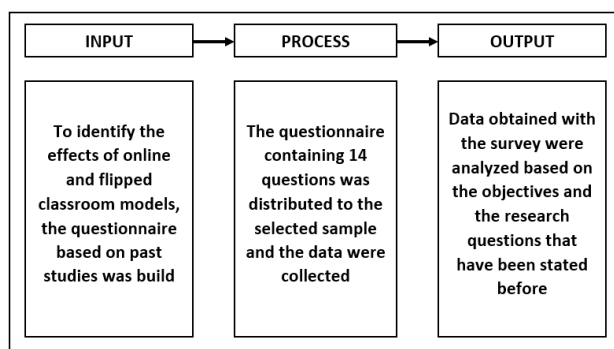 INPUT
PROCESS
OUTPUT
To identify the
effects of online
and flipped
classroom models,
the questionnaire
based on past
studies was build
The questionnaire
containing 14
questions was
distributed to the
selected sample
and the data were
collected
Data obtained with
the survey were
analyzed based on
the objectives and
the research
questions that
have been stated
before